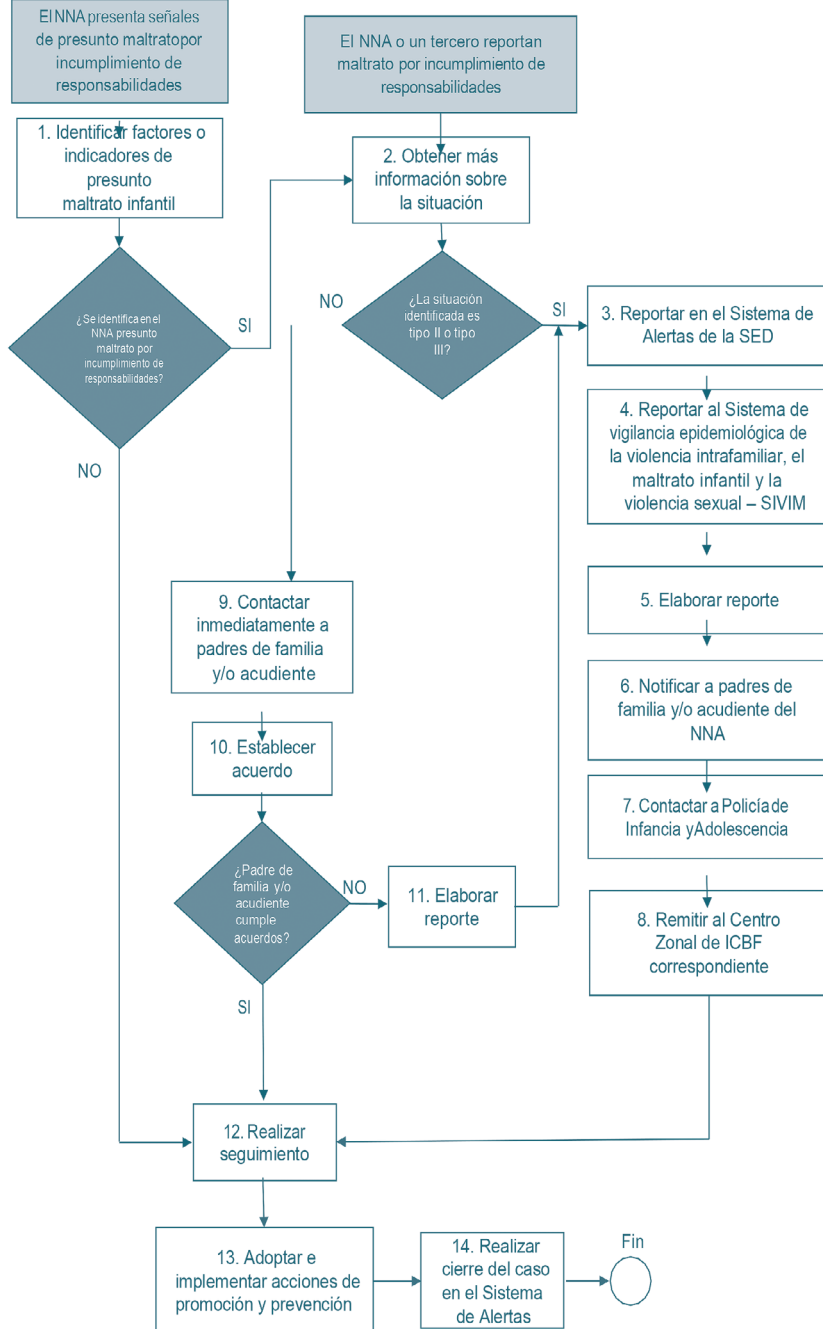 El NNA presenta señales
de presunto maltratopor
incumplimiento de
responsabilidades
El NNA o un tercero reportan
maltrato por incumplimiento de
responsabilidades
1. Identificar factores o
indicadores de
presunto
maltrato infantil
2. Obtener más
información sobre
la situación
¿Se identifica en el
NNA presunto
maltrato por
incumplimiento de
responsabilidades?
SI
NO
¿La situación
identificada es
tipo II o tipo
III?
NO
SI
3. Reportar en el Sistema de
Alertas de la SED
4. Reportar al Sistema de
vigilancia epidemiológica de
la violencia intrafamiliar, el
maltrato infantil y la
violencia sexual – SIVIM
5. Elaborar reporte
6. Notificar a padres de
familia y/o acudiente del
NNA
7. Contactar a Policía de
Infancia yAdolescencia
8. Remitir al Centro
Zonal de ICBF
correspondiente
9. Contactar
inmediatamente a
padres de familia
y/o acudiente
10. Establecer
acuerdo
¿Padre de
familia y/o
acudiente
cumple
acuerdos?
NO
SI
11. Elaborar
reporte
12. Realizar
seguimiento
13. Adoptar e
implementar acciones de
promoción y prevención
14. Realizar
cierre del caso
en el Sistema
de Alertas
Fin